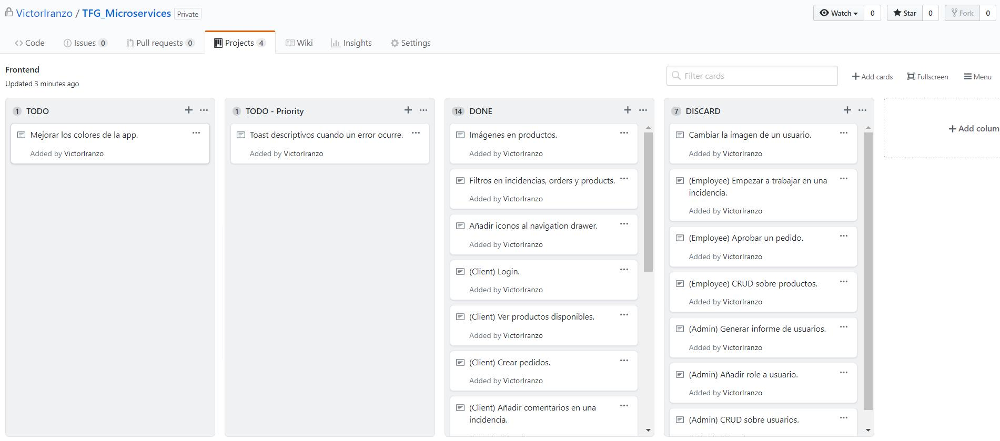 VictorIranzo / TFG_Microservices Private
Watch 0 Star 0 Fork 0
Code Issues 0 Pull requests 0 Projects 4 Wiki Insights Settings
Frontend
Updated 3 minutes ago
Filter cards
Add cards Fullscreen Menu
1 TODO
Mejorar los colores de la app.
Added by VictorIranzo
1 TODO - Priority
Toast descriptivos cuando un error ocurre.
Added by VictorIranzo
14 DONE
Imágenes en productos.
Added by VictorIranzo
Filtros en incidencias, orders y products.
Added by VictorIranzo
Añadir iconos al navigation drawer.
Added by VictorIranzo
(Client) Login.
Added by VictorIranzo
(Client) Ver productos disponibles.
Added by VictorIranzo
(Client) Crear pedidos.
Added by VictorIranzo
(Client) Añadir comentarios en una
incidencia.
7 DISCARD
Cambiar la imagen de un usuario.
Added by VictorIranzo
(Employee) Empezar a trabajar en una
incidencia.
Added by VictorIranzo
(Employee) Aprobar un pedido.
Added by VictorIranzo
(Employee) CRUD sobre productos.
Added by VictorIranzo
(Admin) Generar informe de usuarios.
Added by VictorIranzo
(Admin) Añadir role a usuario.
Added by VictorIranzo
(Admin) CRUD sobre usuarios.
Add colum